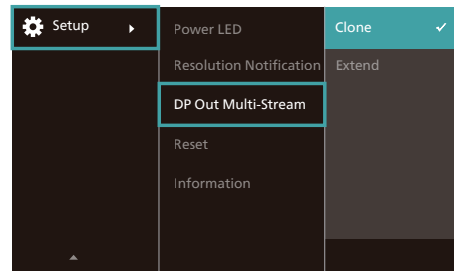 Setup
Power LED
Resolution Notification
DP Out Multi-Stream
Reset
Information
Clone
Extend